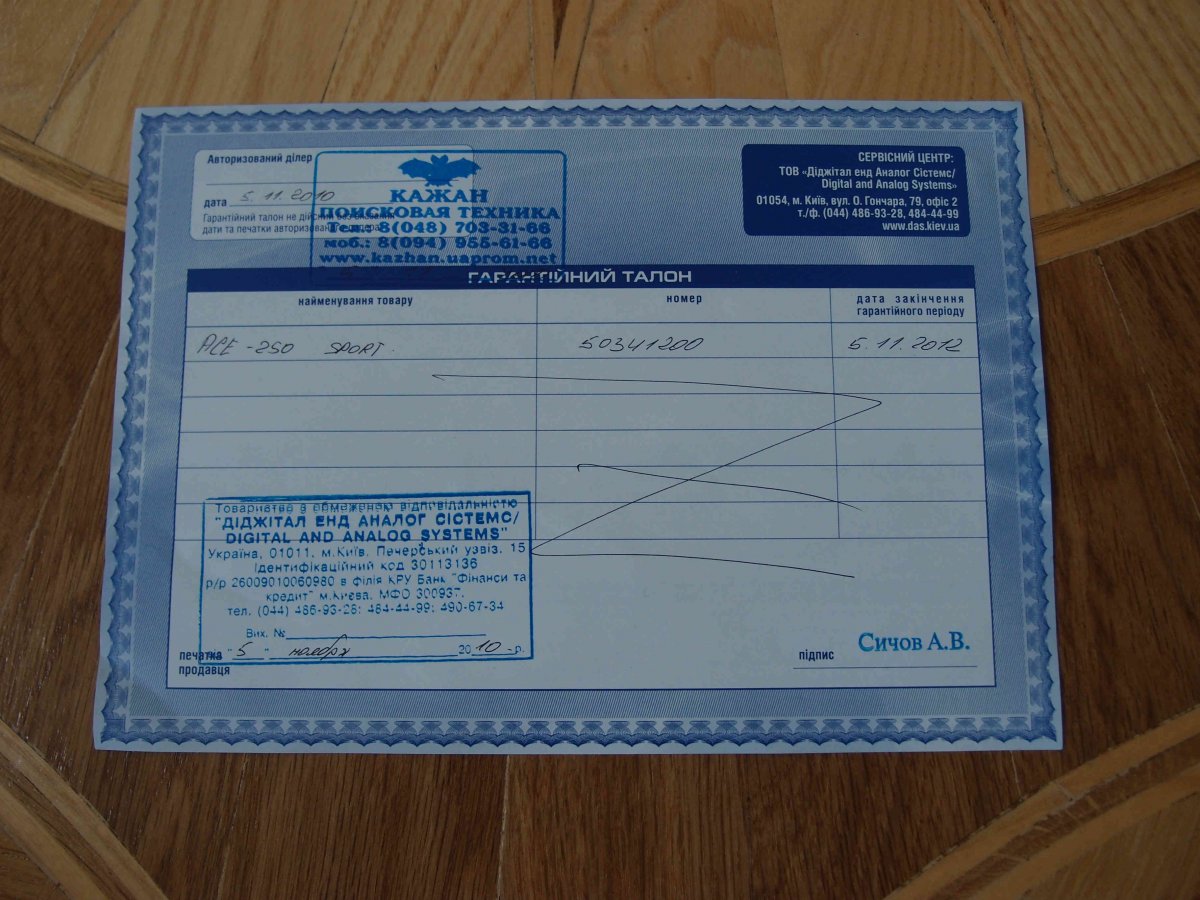 Авторизований ділер
дата 5.11.2010
Гарантійний талон не дійсний без вказання
дати та печатки авторизованого дилера
КАЖАН
ПОИСКОВАЯ ТЕХНИКА
Тел.: 8(048) 703-31-66
моб.: 8(094) 955-61-66
www.kazhan.uaprom.net
СЕРВІСНИЙ ЦЕНТР:
ТОВ «Діджітал енд Аналог Сістемс/
Digital and Analog Systems»
01054, м. Київ, вул. О. Гончара, 79, офіс 2
т./ф. (044) 486-93-28, 484-44-99
www.das.kiev.ua
ГАРАНТІЙНИЙ ТАЛОН
найменування товару номер дата закінчення
гарантійного періоду
ACE -250 SPORT. 50341200 5.11.2012
Товариство з обмеженою відповідальністю
"ДІДЖІТАЛ ЕНД АНАЛОГ СІСТЕМС/
DIGITAL AND ANALOG SYSTEMS"
Україна, 01011, м.Київ, Печерський узвіз, 15
Ідентифікаційний код 30113136
р/р 26009010060980 в філія КРУ Банк "Фінанси та
кредит" м.Києва, МФО 300937,
тел. (044) 486-93-28; 484-44-99; 490-67-34
Вих. №
"5" ноября 2010 р.
печатка
продавця
підпис Сичов А.В.